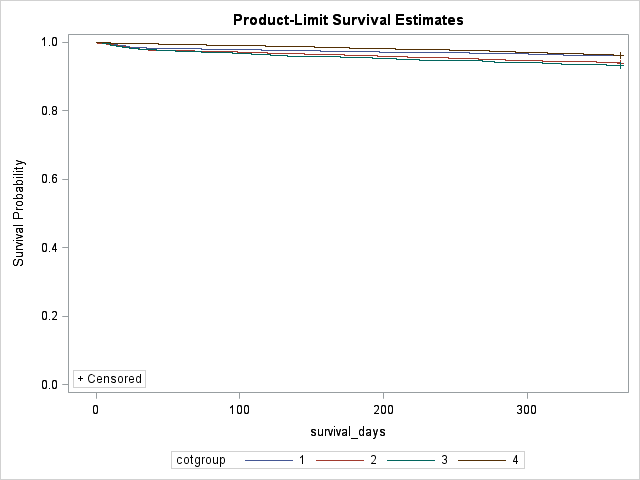 Product-Limit Survival Estimates
Survival Probability
1.0
0.8
0.6
0.4
0.2
0.0
+ Censored
0 100 200 300
survival_days
cotgroup 1 2 3 4